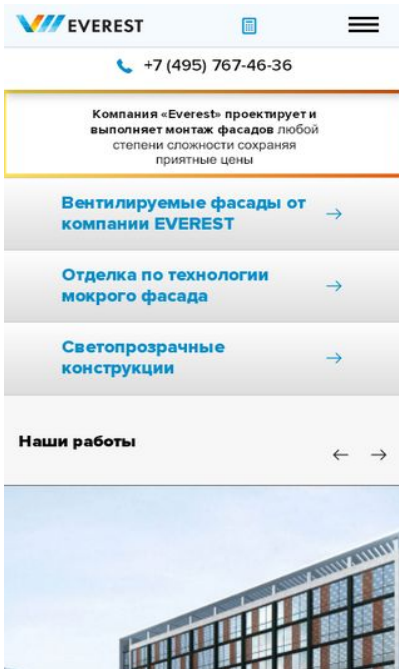 EVEREST
+7 (495) 767-46-36
Компания «Everest» проектирует и
выполняет монтаж фасадов любой
степени сложности сохраняя
приятные цены
Вентилируемые фасады от
компании EVEREST
Отделка по технологии
мокрого фасада
Светопрозрачные
конструкции
Наши работы